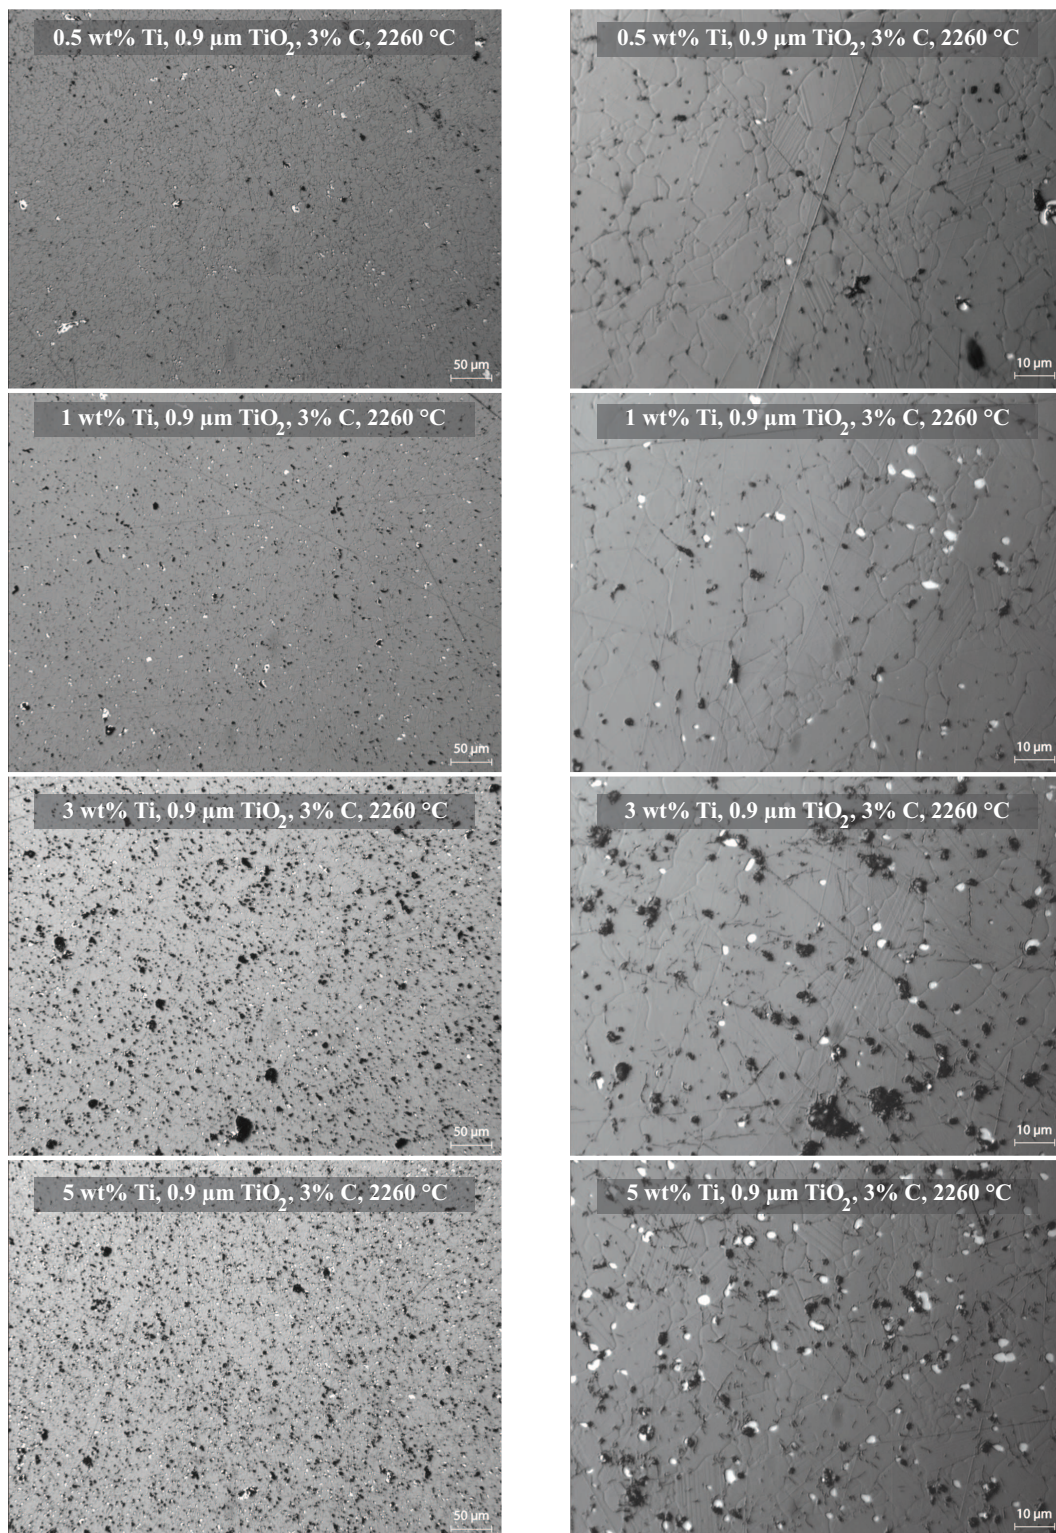 0.5 wt% Ti, 0.9 µm TiO₂, 3% C, 2260 °C
50 µm
0.5 wt% Ti, 0.9 µm TiO₂, 3% C, 2260 °C
10 µm
1 wt% Ti, 0.9 µm TiO₂, 3% C, 2260 °C
50 µm
1 wt% Ti, 0.9 µm TiO₂, 3% C, 2260 °C
10 µm
3 wt% Ti, 0.9 µm TiO₂, 3% C, 2260 °C
50 µm
3 wt% Ti, 0.9 µm TiO₂, 3% C, 2260 °C
10 µm
5 wt% Ti, 0.9 µm TiO₂, 3% C, 2260 °C
50 µm
5 wt% Ti, 0.9 µm TiO₂, 3% C, 2260 °C
10 µm